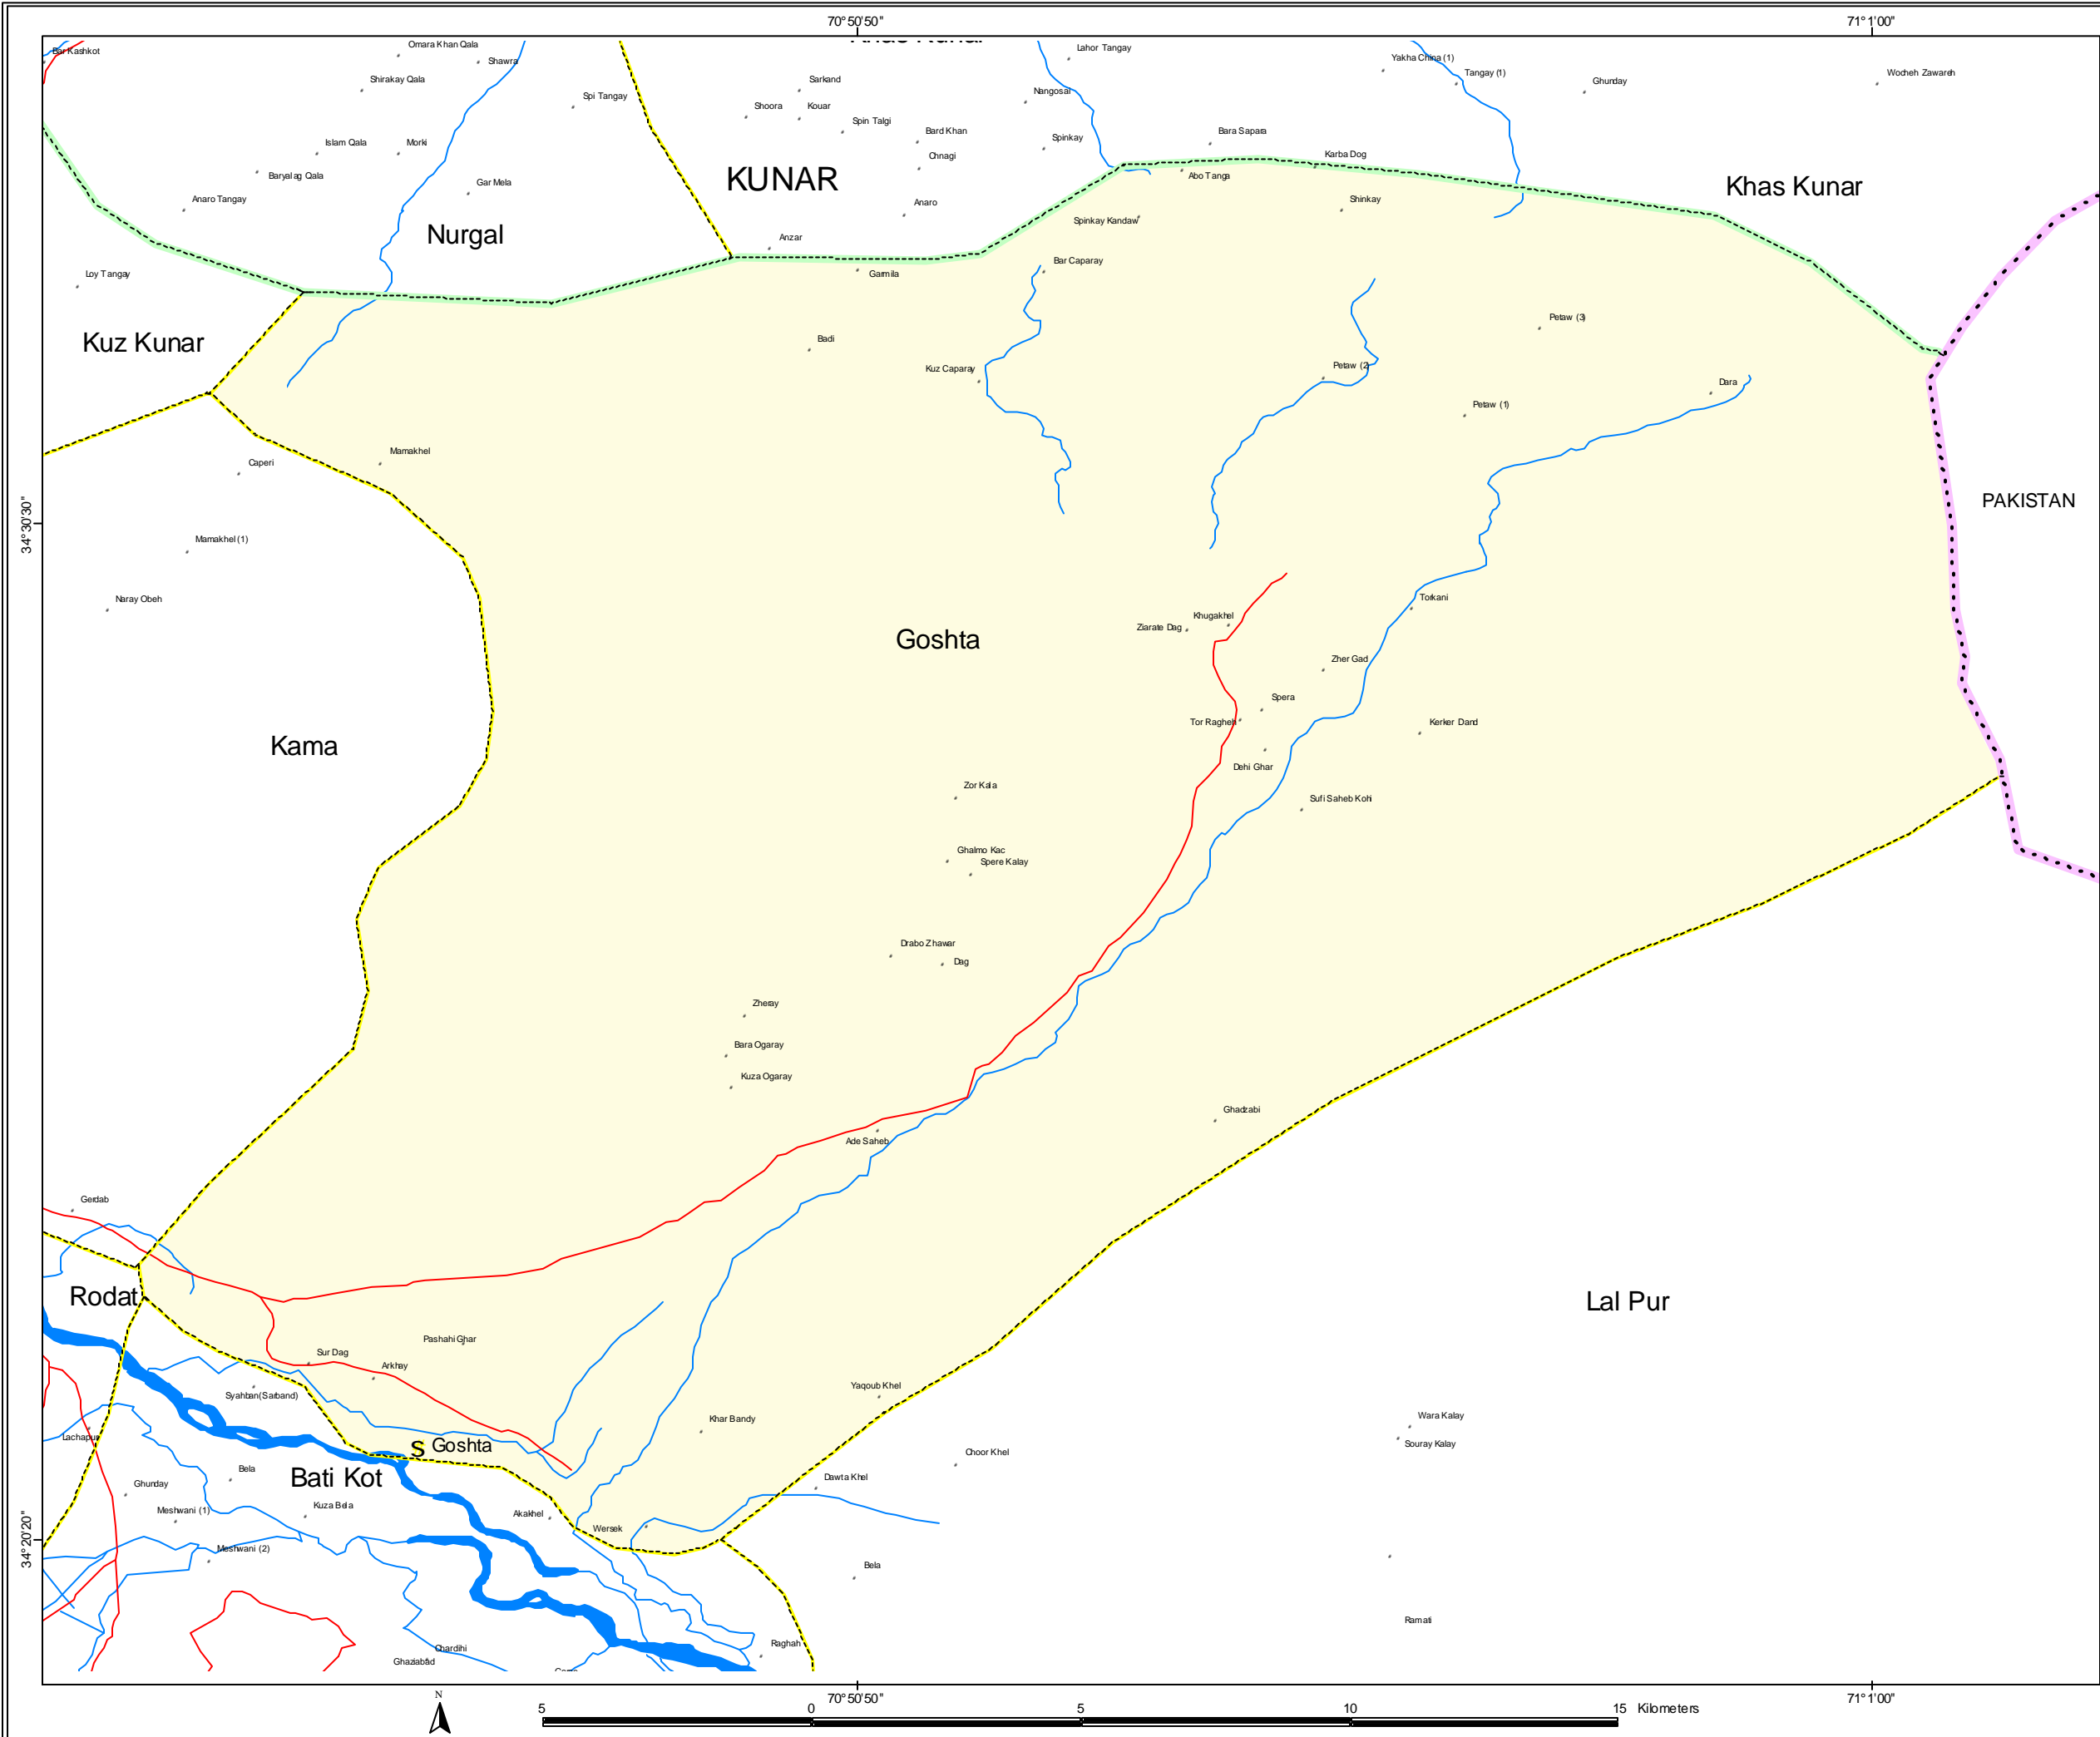 70°50'50"
71°1'00"
Bar Kashkot
Omara Khan Qala
Shawra
Lahor Tangay
Yakha China (1)
Tangay (1)
Ghunday
Wocheh Zawareh
Shirakay Qala
Spi Tangay
Sarkand
Nangosai
Shoora
Kouar
Spin Talgi
Bard Khan
Spinkay
Bara Sapara
Islam Qala
Morki
Chnagi
Karba Dog
Baryalag Qala
Gar Mela
KUNAR
Abo Tanga
Khas Kunar
Anaro Tangay
Anaro
Spinkay Kandaw
Shinkay
Nurgal
Anzar
Loy Tangay
Garnila
Bar Caparay
Kuz Kunar
Badi
Petaw (3)
Kuz Caparay
Petaw (2)
Dara
Petaw (1)
Mamakhel
Caperi
34°30'30"
PAKISTAN
Mamakhel (1)
Naray Obeh
Torkani
Khugakhel
Ziarate Dag
Goshta
Zher Gad
Spera
Tor Ragheh
Kerker Dand
Kama
Dehi Ghar
Zor Kala
Sufi Saheb Kohi
Ghalmo Kac
Spere Kalay
Drabo Zhawar
Dag
Zheray
Bara Ogaray
Kuza Ogaray
Ghadzabi
Ade Saheb
Gerdab
Rodat
Lal Pur
Pashahi Ghar
Sur Dag
Arkhay
Syahban(Sarband)
Yaqoub Khel
Khar Bandy
Wara Kalay
Lachapur
S Goshta
Souray Kalay
Choor Khel
Bela
Bati Kot
Dawta Khel
Ghunday
Kuza Bela
Meshwani (1)
Akakhel
Wersek
34°20'20"
Meshwani (2)
Bela
Ramati
Chardihi
Raghah
Ghaziabad
70°50'50"
71°1'00"
N
5 0 5 10 15 Kilometers